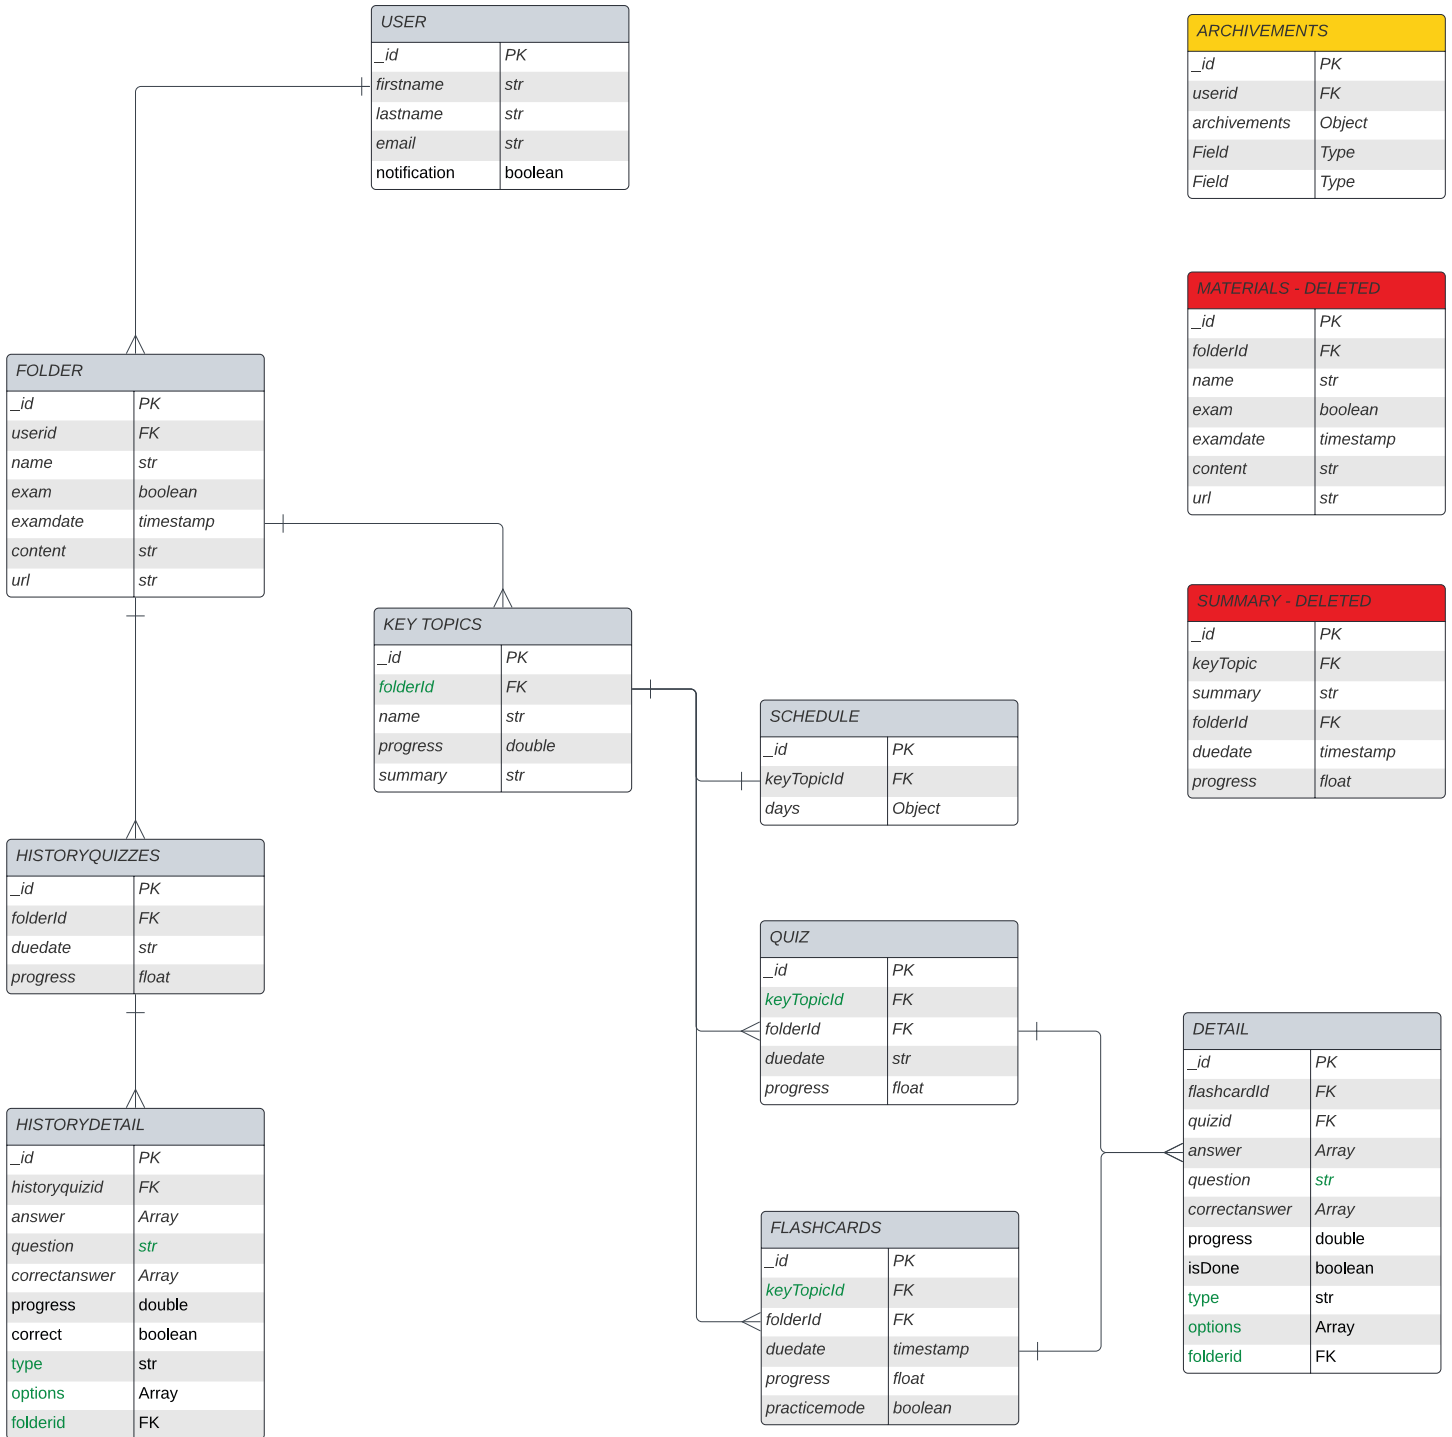 USER
_id PK
firstname str
lastname str
email str
notification boolean
ARCHIVEMENTS
_id PK
userid FK
archivements Object
Field Type
Field Type
MATERIALS - DELETED
_id PK
folderId FK
name str
exam boolean
examdate timestamp
content str
url str
FOLDER
_id PK
userid FK
name str
exam boolean
examdate timestamp
content str
url str
SUMMARY - DELETED
_id PK
keyTopic FK
summary str
folderId FK
duedate timestamp
progress float
KEY TOPICS
_id PK
folderId FK
name str
progress double
summary str
SCHEDULE
_id PK
keyTopicId FK
days Object
HISTORYQUIZZES
_id PK
folderId FK
duedate str
progress float
QUIZ
_id PK
keyTopicId FK
folderId FK
duedate str
progress float
DETAIL
_id PK
flashcardId FK
quizid FK
answer Array
question str
correctanswer Array
progress double
isDone boolean
type str
options Array
folderid FK
HISTORYDETAIL
_id PK
historyquizid FK
answer Array
question str
correctanswer Array
progress double
correct boolean
type str
options Array
folderid FK
FLASHCARDS
_id PK
keyTopicId FK
folderId FK
duedate timestamp
progress float
practicemode boolean